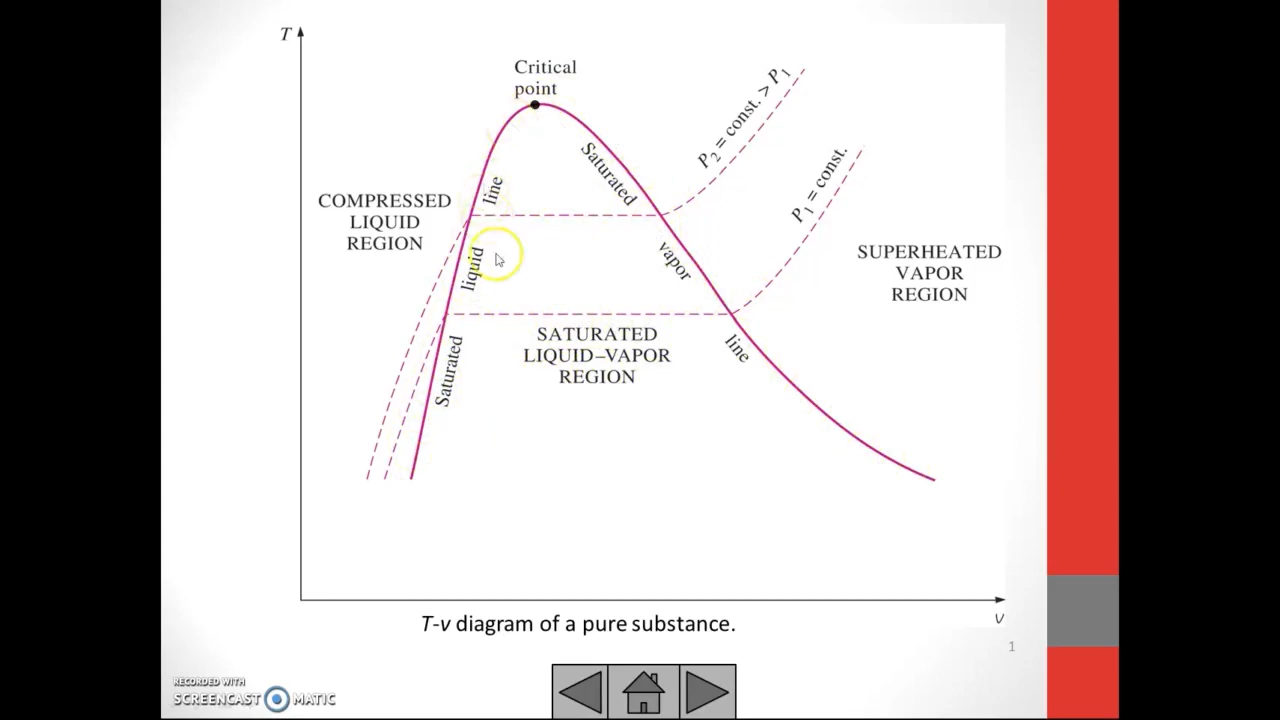 T
Critical
point
P2 = const. > P1
P1 = const.
Saturated
vapor
line
line
liquid
Saturated
COMPRESSED
LIQUID
REGION
SUPERHEATED
VAPOR
REGION
SATURATED
LIQUID–VAPOR
REGION
v
T-v diagram of a pure substance.
1
RECORDED WITH
SCREENCAST MATIC